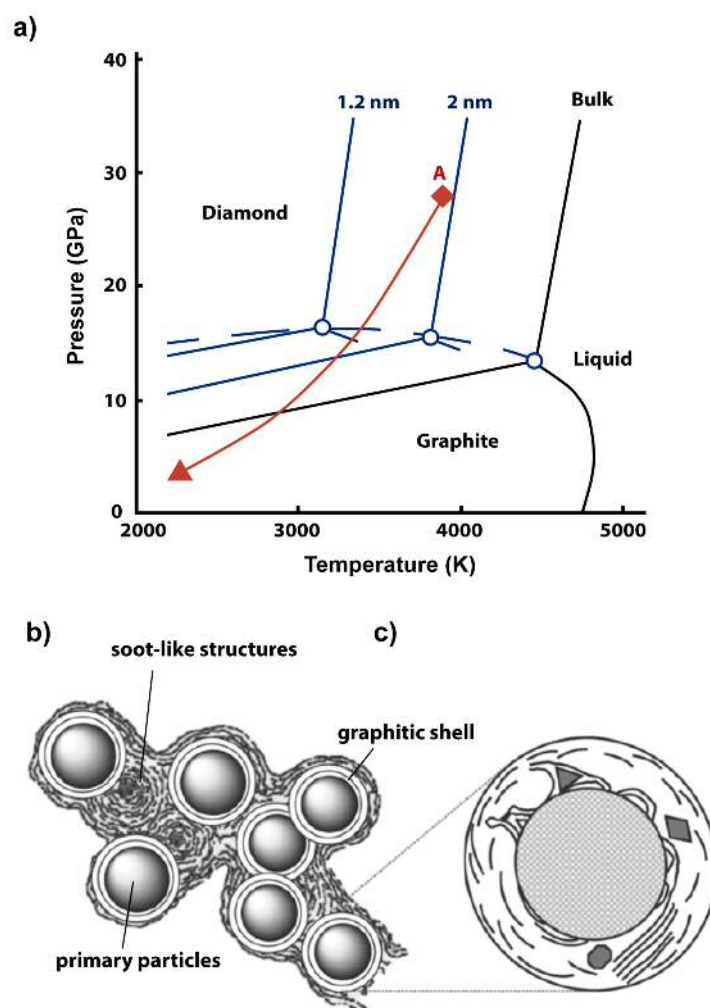 a)
40
1.2 nm
2 nm
Bulk
30
A
Diamond
20
Pressure (GPa)
Liquid
10
Graphite
0
2000
3000
4000
5000
Temperature (K)
b)
c)
soot-like structures
graphitic shell
primary particles